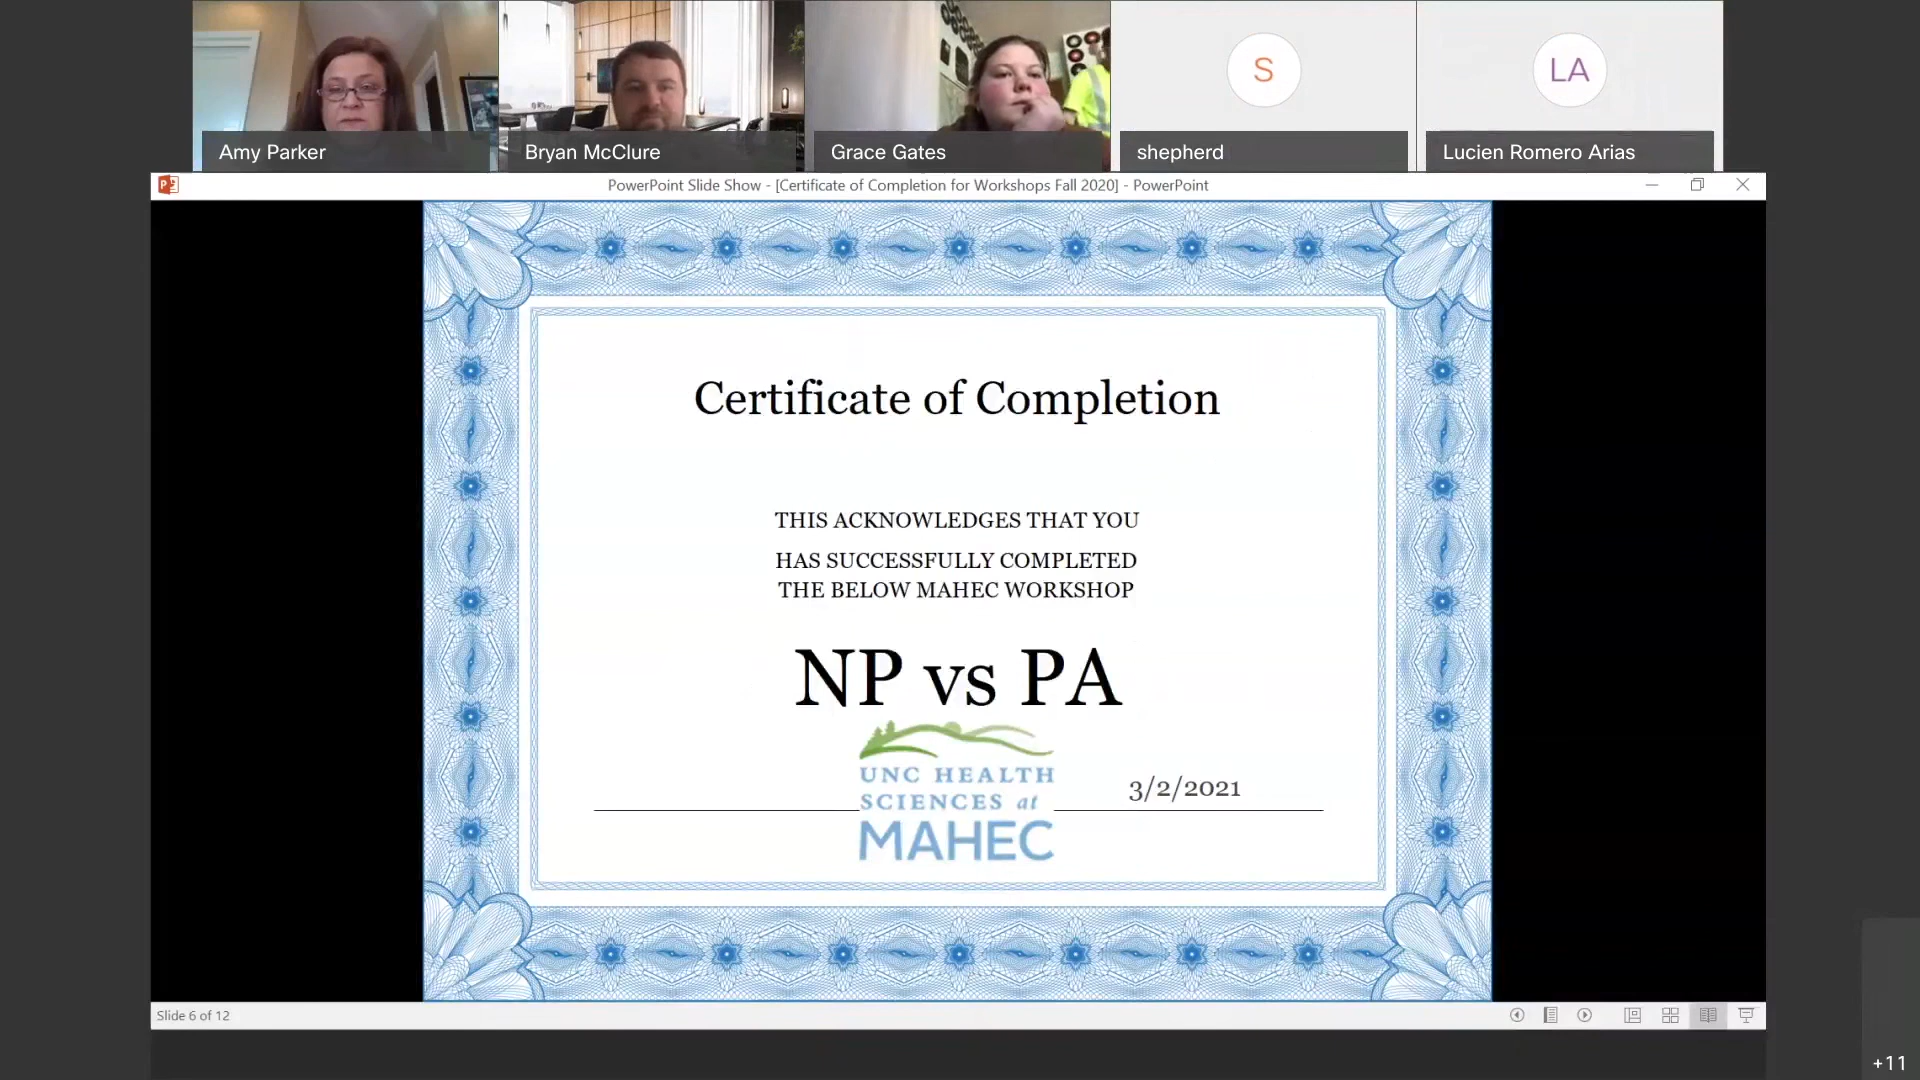 Amy Parker
Bryan McClure
Grace Gates
S
shepherd
LA
Lucien Romero Arias
PowerPoint Slide Show - [Certificate of Completion for Workshops Fall 2020] - PowerPoint
Certificate of Completion
THIS ACKNOWLEDGES THAT YOU
HAS SUCCESSFULLY COMPLETED
THE BELOW MAHEC WORKSHOP
NP vs PA
UNC HEALTH
SCIENCES at
MAHEC
3/2/2021
Slide 6 of 12
+11